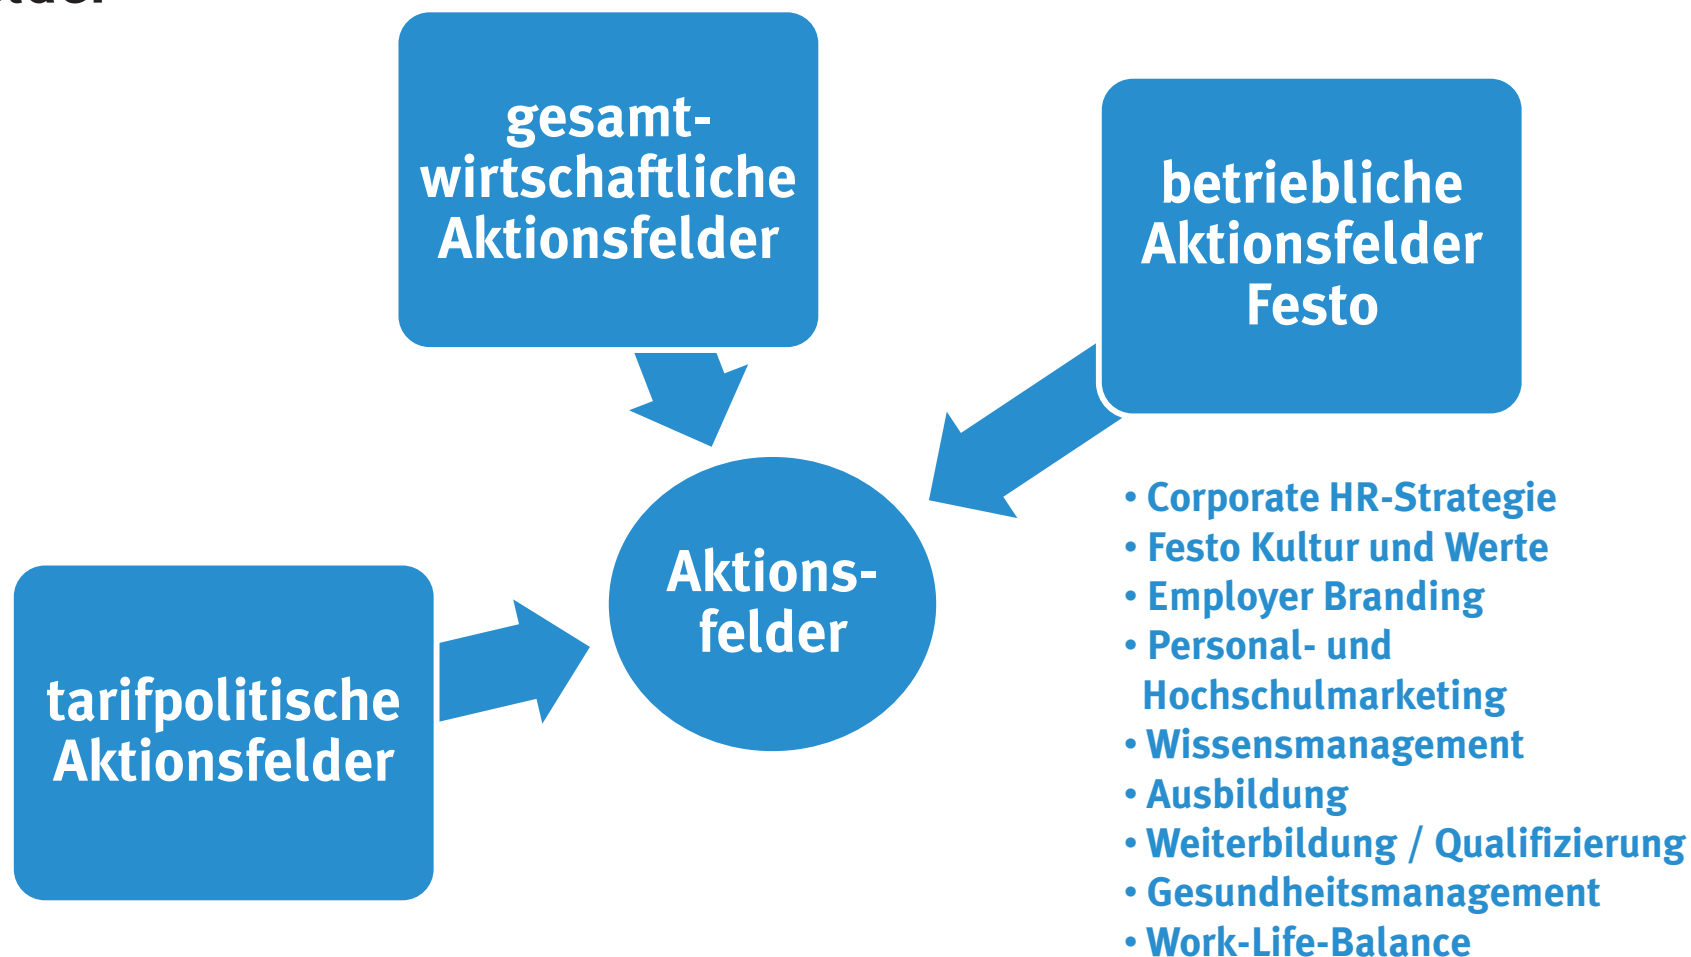 gesamt-
wirtschaftliche
Aktionsfelder
betriebliche
Aktionsfelder
Festo
Aktions-
felder
tarifpolitische
Aktionsfelder
• Corporate HR-Strategie
• Festo Kultur und Werte
• Employer Branding
• Personal- und
Hochschulmarketing
• Wissensmanagement
• Ausbildung
• Weiterbildung / Qualifizierung
• Gesundheitsmanagement
• Work-Life-Balance